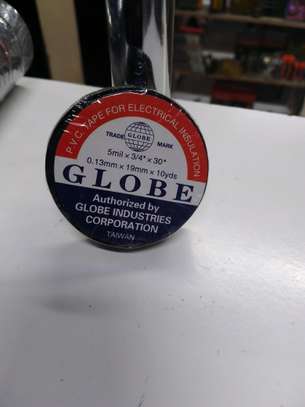 P.V.C. TAPE FOR ELECTRICAL INSULATION
TRADE GLOBE MARK
5mil × 3/4" × 30"
0.13mm × 19mm × 10yds
GLOBE
Authorized by
GLOBE INDUSTRIES
CORPORATION
TAIWAN